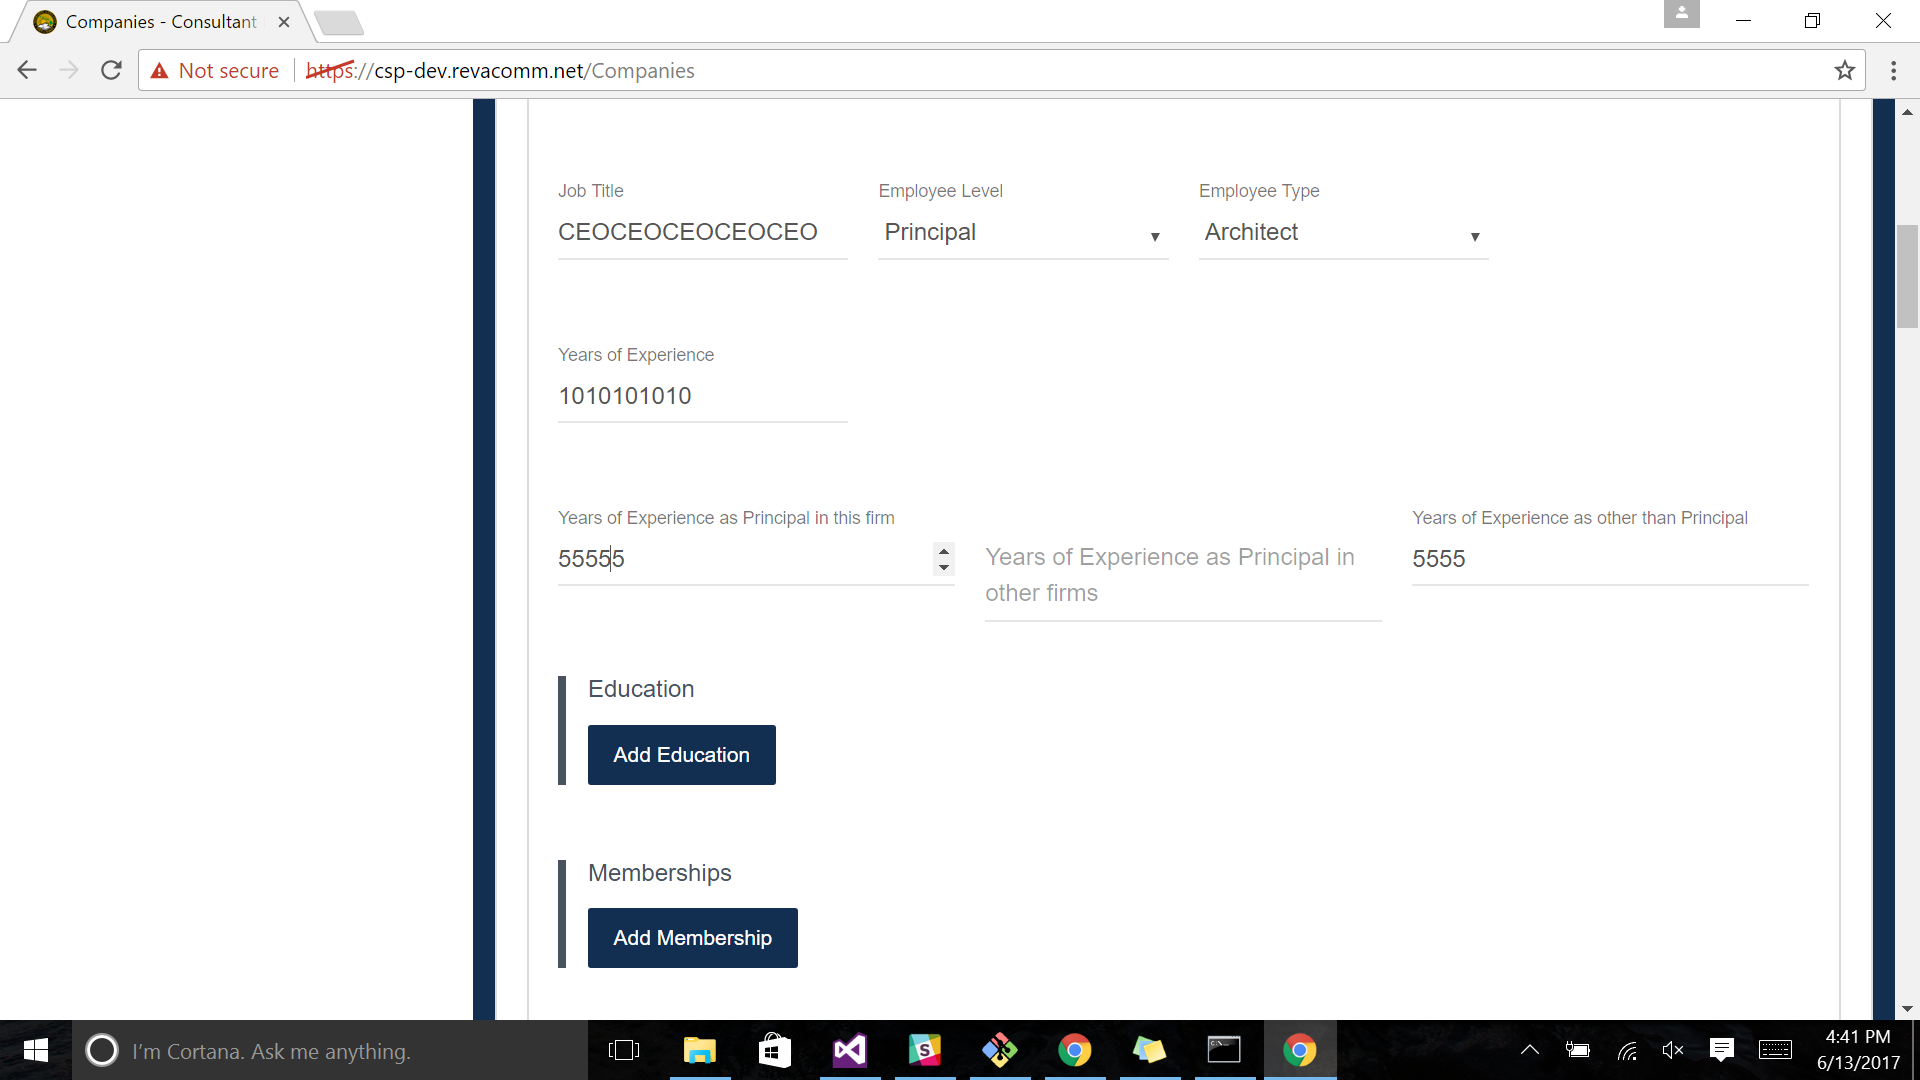 Companies - Consultant
Not secure https://csp-dev.revacomm.net/Companies
Job Title Employee Level Employee Type
CEOCEOCEOCEOCEO Principal Architect
Years of Experience
1010101010
Years of Experience as Principal in this firm Years of Experience as other than Principal
55555 Years of Experience as Principal in 5555
other firms
Education
Add Education
Memberships
Add Membership
I'm Cortana. Ask me anything.
4:41 PM
6/13/2017